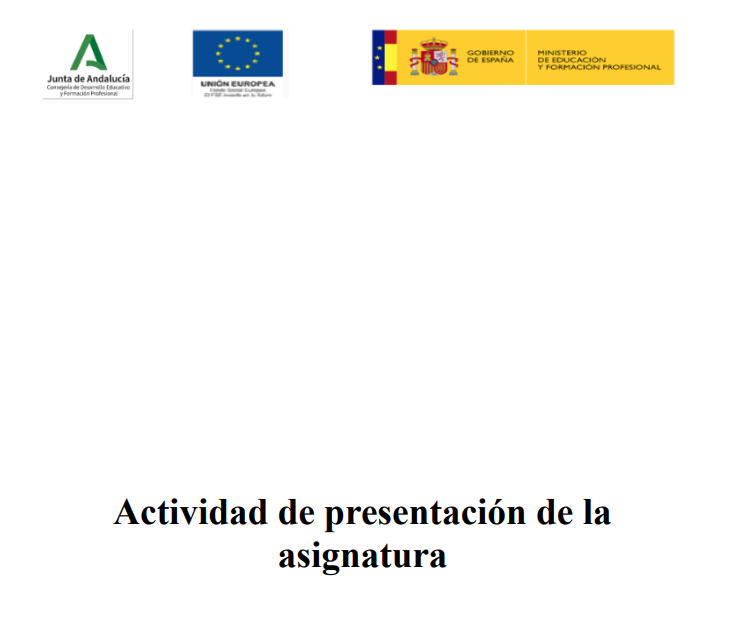 Junta de Andalucía
Consejería de Desarrollo Educativo
y Formación Profesional
UNIÓN EUROPEA
Fondo Social Europeo
El FSE invierte en tu futuro
GOBIERNO
DE ESPAÑA
MINISTERIO
DE EDUCACIÓN
Y FORMACIÓN PROFESIONAL
Actividad de presentación de la
asignatura